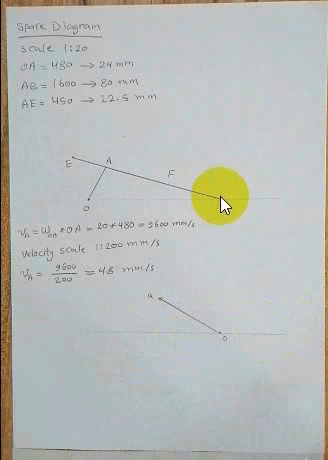 Space Diagram
scale 1:20
OA = 480 → 24 mm
AB = 1600 → 80 mm
AE = 450 → 22.5 mm
E
A
F
O
VA = WOA * OA = 20*480 = 9600 mm/s
Velocity scale 1:200 mm/s
VA = 9600/200 = 48 mm/s
a
o